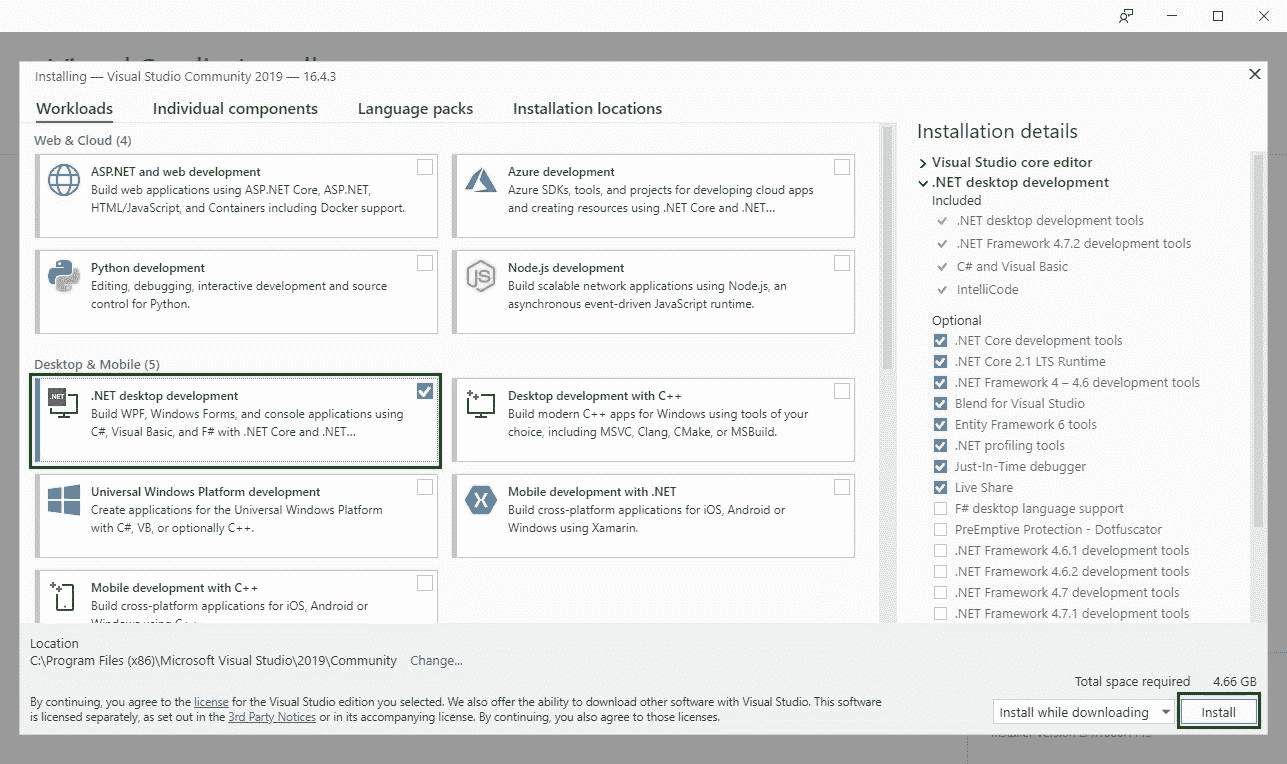 Installing — Visual Studio Community 2019 — 16.4.3
Workloads
Individual components
Language packs
Installation locations
Web & Cloud (4)
ASP.NET and web development
Build web applications using ASP.NET Core, ASP.NET,
HTML/JavaScript, and Containers including Docker support.
Azure development
Azure SDKs, tools, and projects for developing cloud apps
and creating resources using .NET Core and .NET...
Python development
Editing, debugging, interactive development and source
control for Python.
Node.js development
Build scalable network applications using Node.js, an
asynchronous event-driven JavaScript runtime.
Desktop & Mobile (5)
.NET
.NET desktop development
Build WPF, Windows Forms, and console applications using
C#, Visual Basic, and F# with .NET Core and .NET...
Desktop development with C++
Build modern C++ apps for Windows using tools of your
choice, including MSVC, Clang, CMake, or MSBuild.
Universal Windows Platform development
Create applications for the Universal Windows Platform
with C#, VB, or optionally C++.
Mobile development with .NET
Build cross-platform applications for iOS, Android or
Windows using Xamarin.
Mobile development with C++
Build cross-platform applications for iOS, Android or
Windows using C++
Installation details
Visual Studio core editor
.NET desktop development
Included
.NET desktop development tools
.NET Framework 4.7.2 development tools
C# and Visual Basic
IntelliCode
Optional
.NET Core development tools
.NET Core 2.1 LTS Runtime
.NET Framework 4 – 4.6 development tools
Blend for Visual Studio
Entity Framework 6 tools
.NET profiling tools
Just-In-Time debugger
Live Share
F# desktop language support
PreEmptive Protection - Dotfuscator
.NET Framework 4.6.1 development tools
.NET Framework 4.6.2 development tools
.NET Framework 4.7 development tools
.NET Framework 4.7.1 development tools
Location
C:\Program Files (x86)\Microsoft Visual Studio\2019\Community Change...
Total space required 4.66 GB
By continuing, you agree to the license for the Visual Studio edition you selected. We also offer the ability to download other software with Visual Studio. This software
is licensed separately, as set out in the 3rd Party Notices or in its accompanying license. By continuing, you also agree to those licenses.
Install while downloading
Install